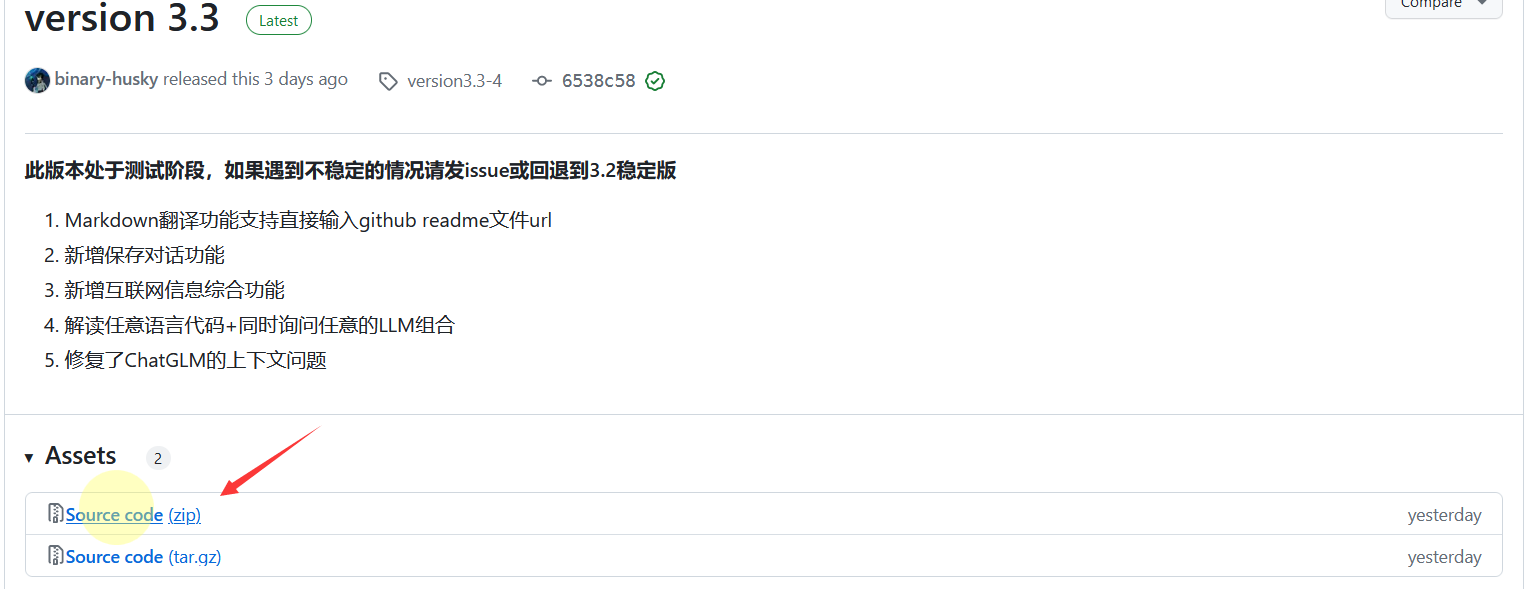 version 3.3 Latest
Compare
binary-husky released this 3 days ago version3.3-4 6538c58
此版本处于测试阶段，如果遇到不稳定的情况请发issue或回退到3.2稳定版
1. Markdown翻译功能支持直接输入github readme文件url
2. 新增保存对话功能
3. 新增互联网信息综合功能
4. 解读任意语言代码+同时询问任意的LLM组合
5. 修复了ChatGLM的上下文问题
Assets 2
Source code (zip) yesterday
Source code (tar.gz) yesterday